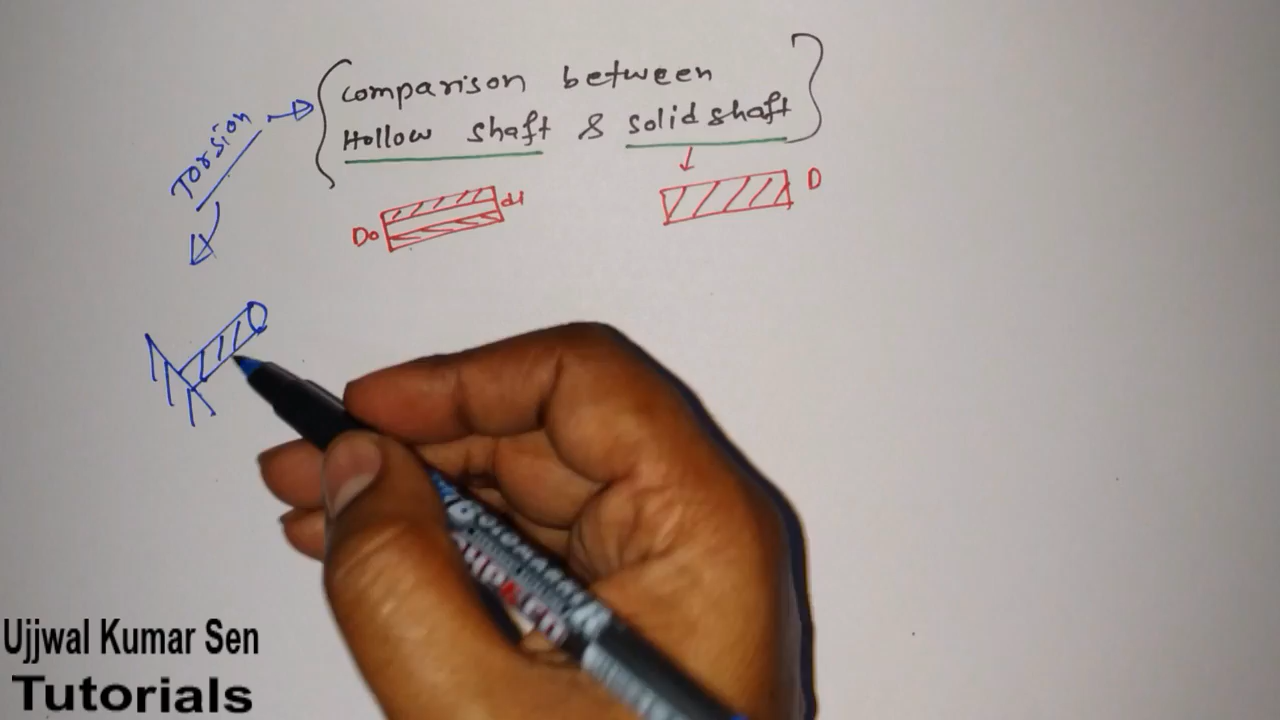 Comparison between
Hollow shaft & solid shaft
Torsion
Do
di
D
Ujjwal Kumar Sen
Tutorials